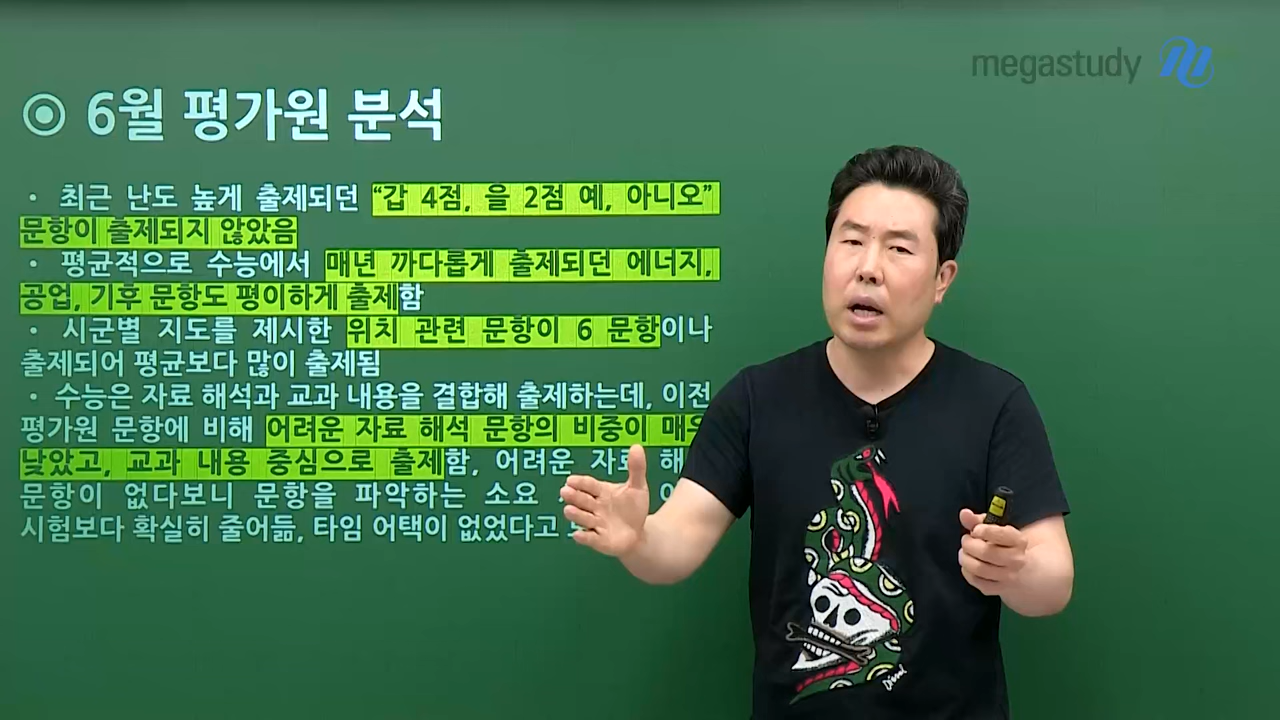 megastudy
◎ 6월 평가원 분석
· 최근 난도 높게 출제되던 “갑 4점, 을 2점 예, 아니오”
문항이 출제되지 않았음
· 평균적으로 수능에서 매년 까다롭게 출제되던 에너지,
공업, 기후 문항도 평이하게 출제함
· 시군별 지도를 제시한 위치 관련 문항이 6 문항이나
출제되어 평균보다 많이 출제됨
· 수능은 자료 해석과 교과 내용을 결합해 출제하는데, 이전
평가원 문항에 비해 어려운 자료 해석 문항의 비중이 매우
낮았고, 교과 내용 중심으로 출제함, 어려운 자료 해
문항이 없다보니 문항을 파악하는 소요
시험보다 확실히 줄어듦, 타임 어택이 없었다고